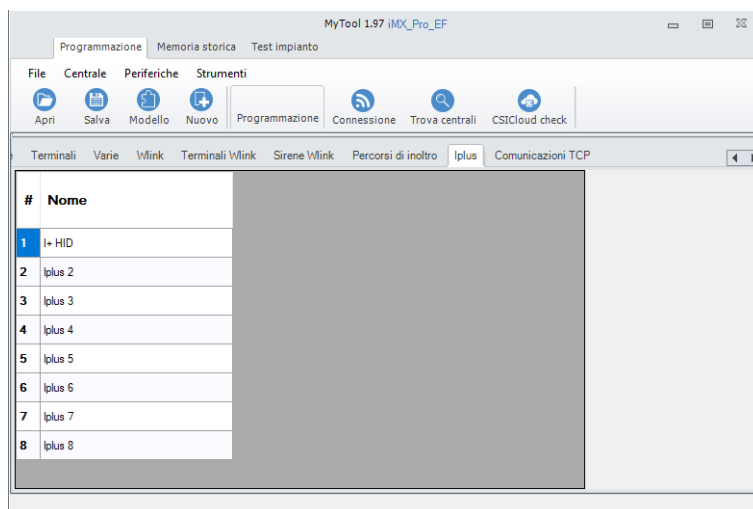 MyTool 1.97 iMX_Pro_EF
Programmazione Memoria storica Test impianto
File Centrale Periferiche Strumenti
Apri Salva Modello Nuovo Programmazione Connessione Trova centrali CSICloud check
Terminali Varie Wlink Terminali Wlink Sirene Wlink Percorsi di inoltro Iplus Comunicazioni TCP
# Nome
1 I+ HID
2 Iplus 2
3 Iplus 3
4 Iplus 4
5 Iplus 5
6 Iplus 6
7 Iplus 7
8 Iplus 8